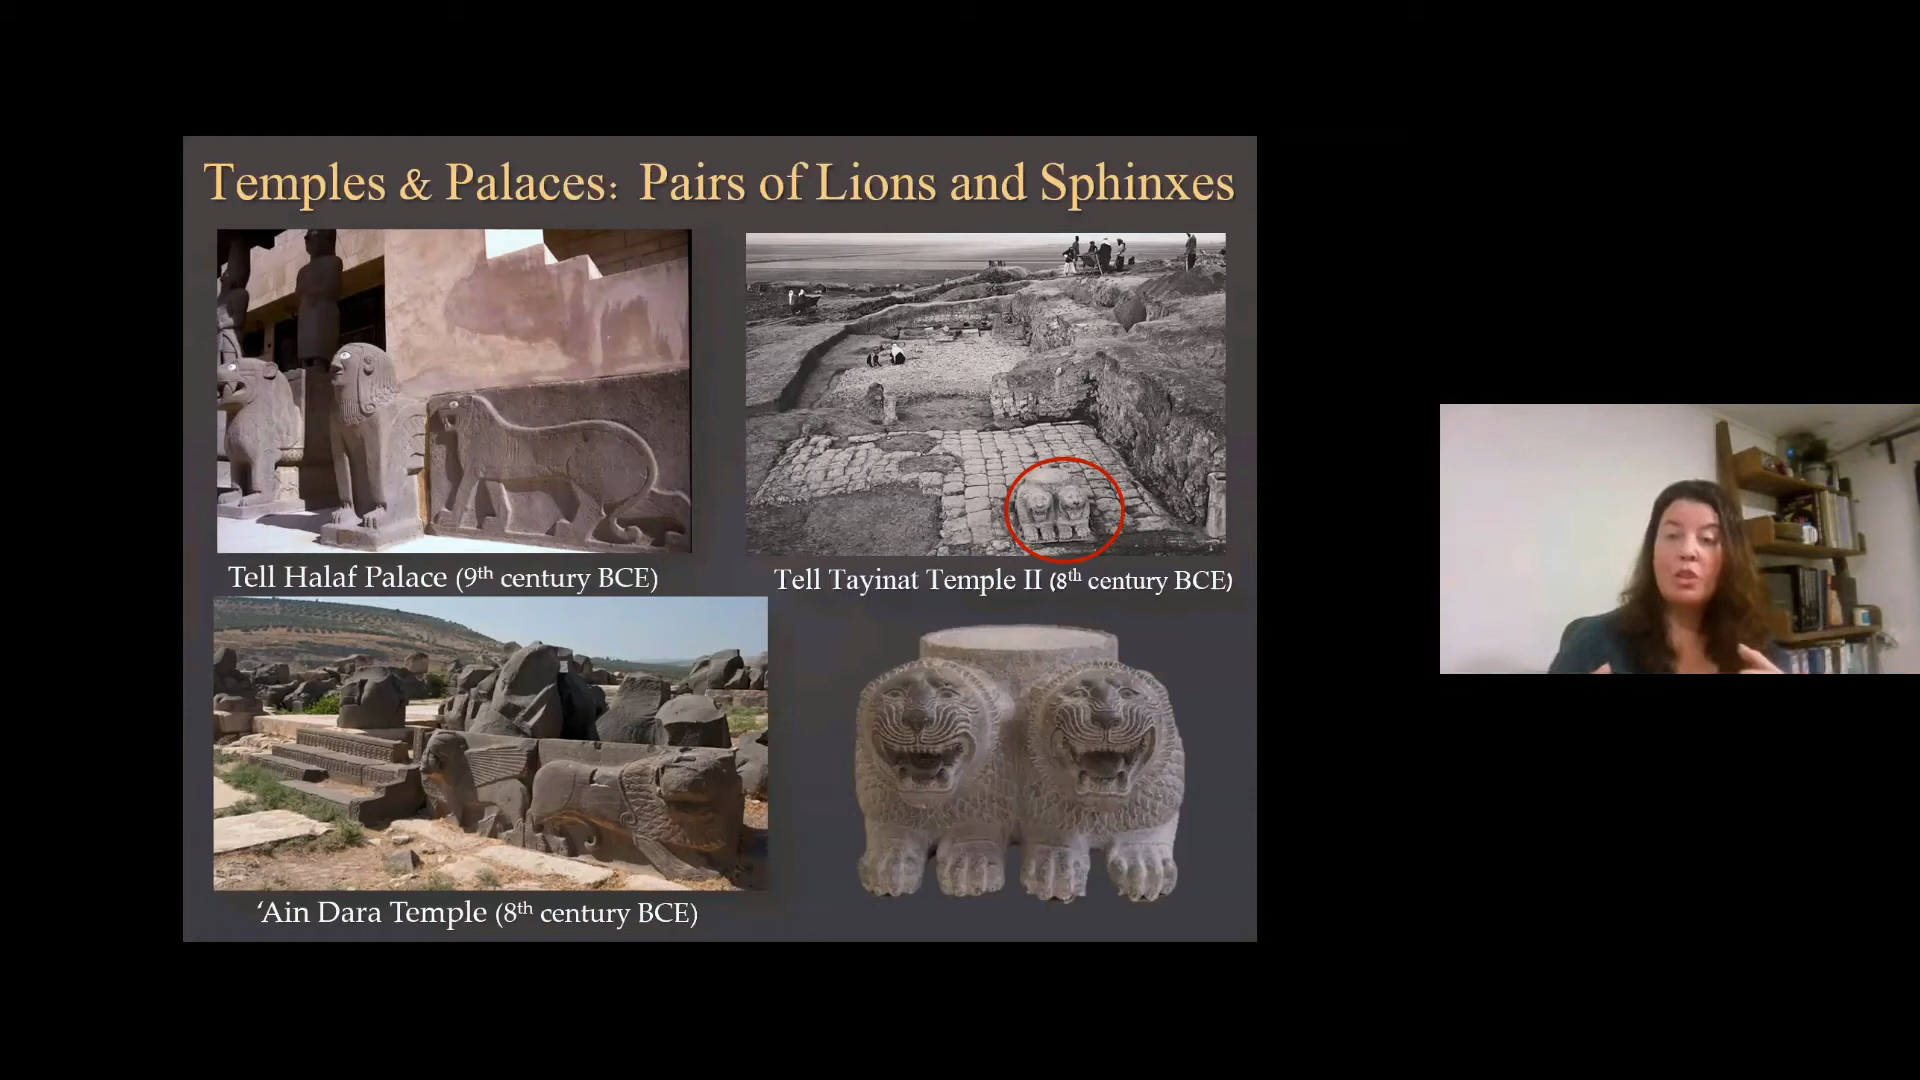 Temples & Palaces: Pairs of Lions and Sphinxes
Tell Halaf Palace (9th century BCE)
Tell Tayinat Temple II (8th century BCE)
‘Ain Dara Temple (8th century BCE)